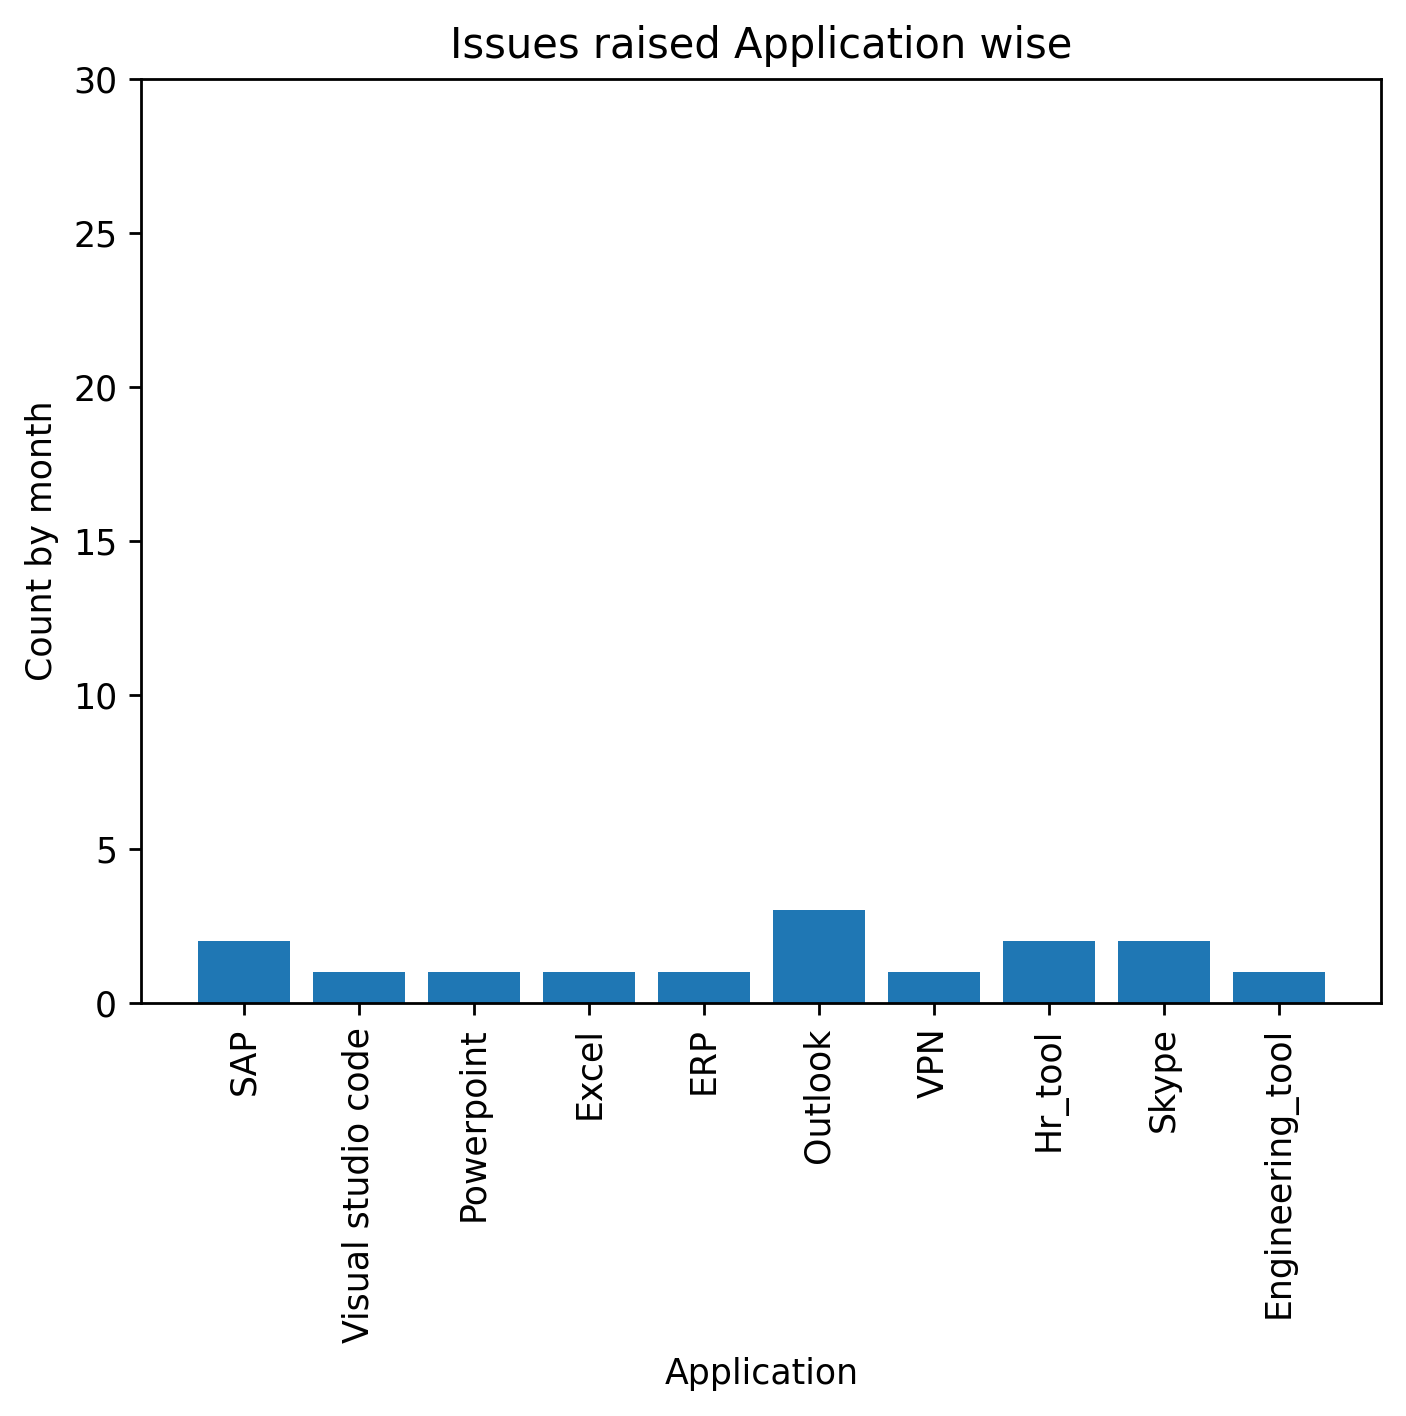 Issues raised Application wise
Count by month
30
25
20
15
10
5
0
SAP
Visual studio code
Powerpoint
Excel
ERP
Outlook
VPN
Hr_tool
Skype
Engineering_tool
Application